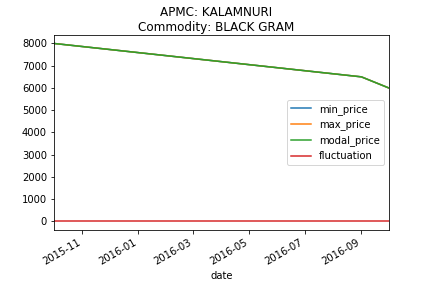 APMC: KALAMNURI
Commodity: BLACK GRAM
8000
7000
6000
5000
4000
3000
2000
1000
0
min_price
max_price
modal_price
fluctuation
2015-11
2016-01
2016-03
2016-05
2016-07
2016-09
date